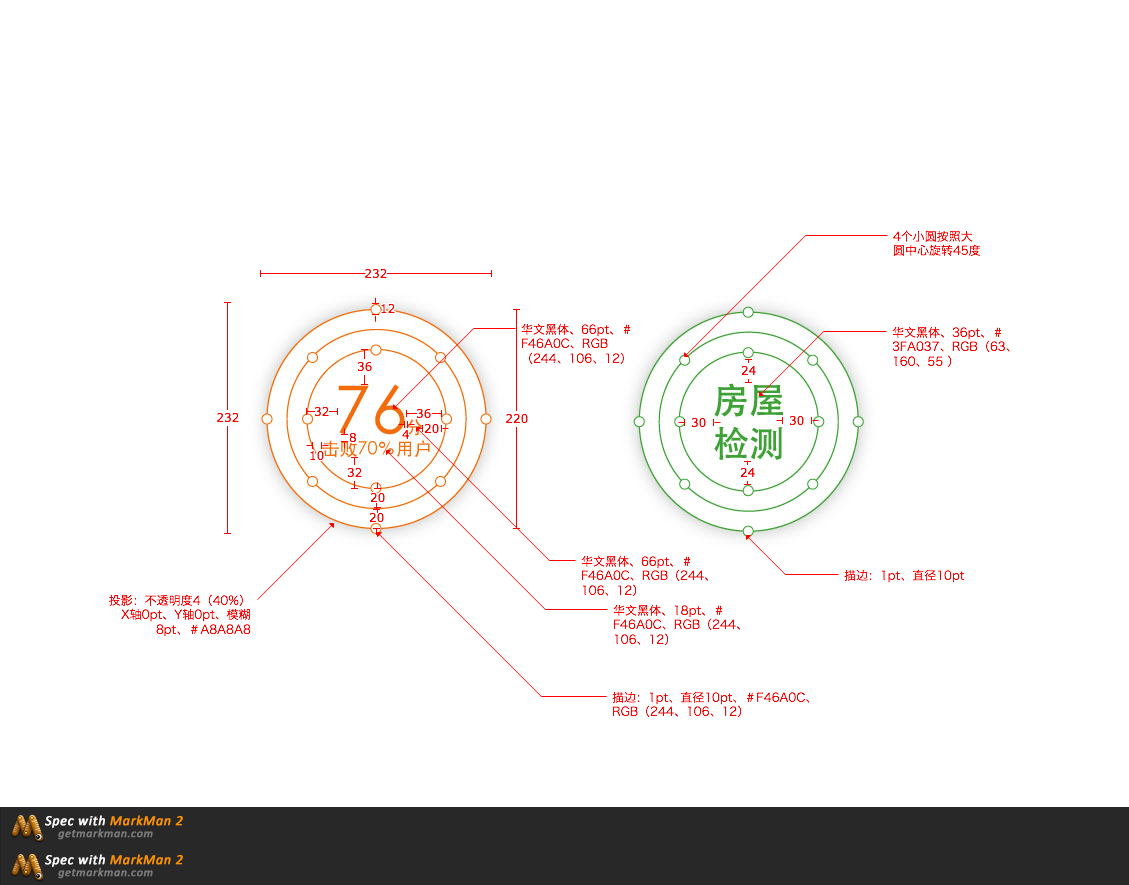 4个小圆按照大
圆中心旋转45度
232
12
华文黑体、66pt、#
F46A0C、RGB
（244、106、12）
华文黑体、36pt、#
3FA037、RGB（63、
160、55 ）
36
24
76分
房屋
32
36
232
220
4
20
30
30
8
击败70%用户
检测
10
32
24
20
20
华文黑体、66pt、#
F46A0C、RGB（244、
106、12）
描边：1pt、直径10pt
投影：不透明度4（40%）
X轴0pt、Y轴0pt、模糊
8pt、#A8A8A8
华文黑体、18pt、#
F46A0C、RGB（244、
106、12）
描边：1pt、直径10pt、#F46A0C、
RGB（244、106、12）
Spec with MarkMan 2
getmarkman.com
Spec with MarkMan 2
getmarkman.com